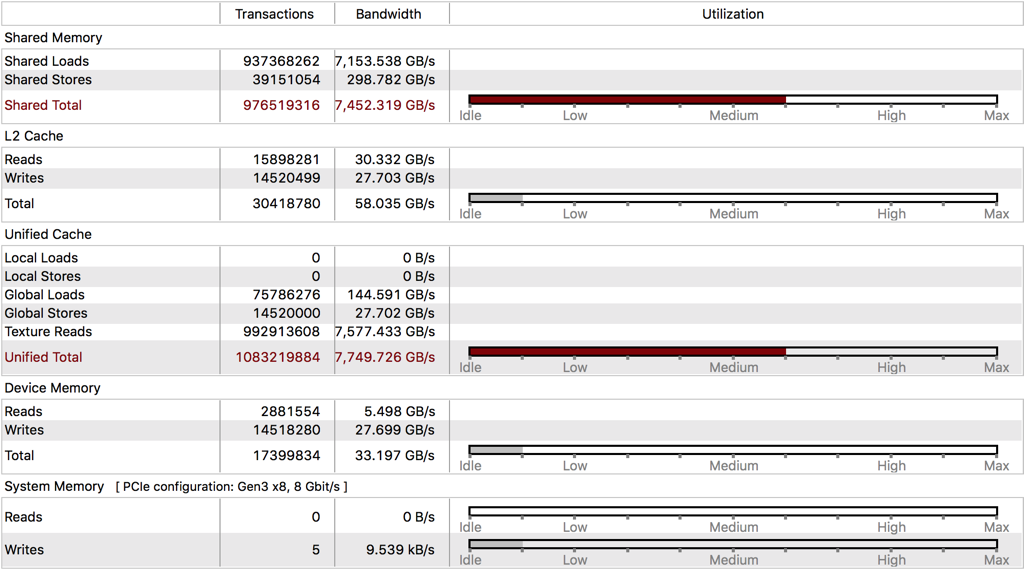 Transactions Bandwidth Utilization
Shared Memory
Shared Loads 937368262 7,153.538 GB/s
Shared Stores 39151054 298.782 GB/s
Shared Total 976519316 7,452.319 GB/s
Idle Low Medium High Max
L2 Cache
Reads 15898281 30.332 GB/s
Writes 14520499 27.703 GB/s
Total 30418780 58.035 GB/s
Idle Low Medium High Max
Unified Cache
Local Loads 0 0 B/s
Local Stores 0 0 B/s
Global Loads 75786276 144.591 GB/s
Global Stores 14520000 27.702 GB/s
Texture Reads 992913608 7,577.433 GB/s
Unified Total 1083219884 7,749.726 GB/s
Idle Low Medium High Max
Device Memory
Reads 2881554 5.498 GB/s
Writes 14518280 27.699 GB/s
Total 17399834 33.197 GB/s
Idle Low Medium High Max
System Memory [ PCIe configuration: Gen3 x8, 8 Gbit/s ]
Reads 0 0 B/s
Idle Low Medium High Max
Writes 5 9.539 kB/s
Idle Low Medium High Max